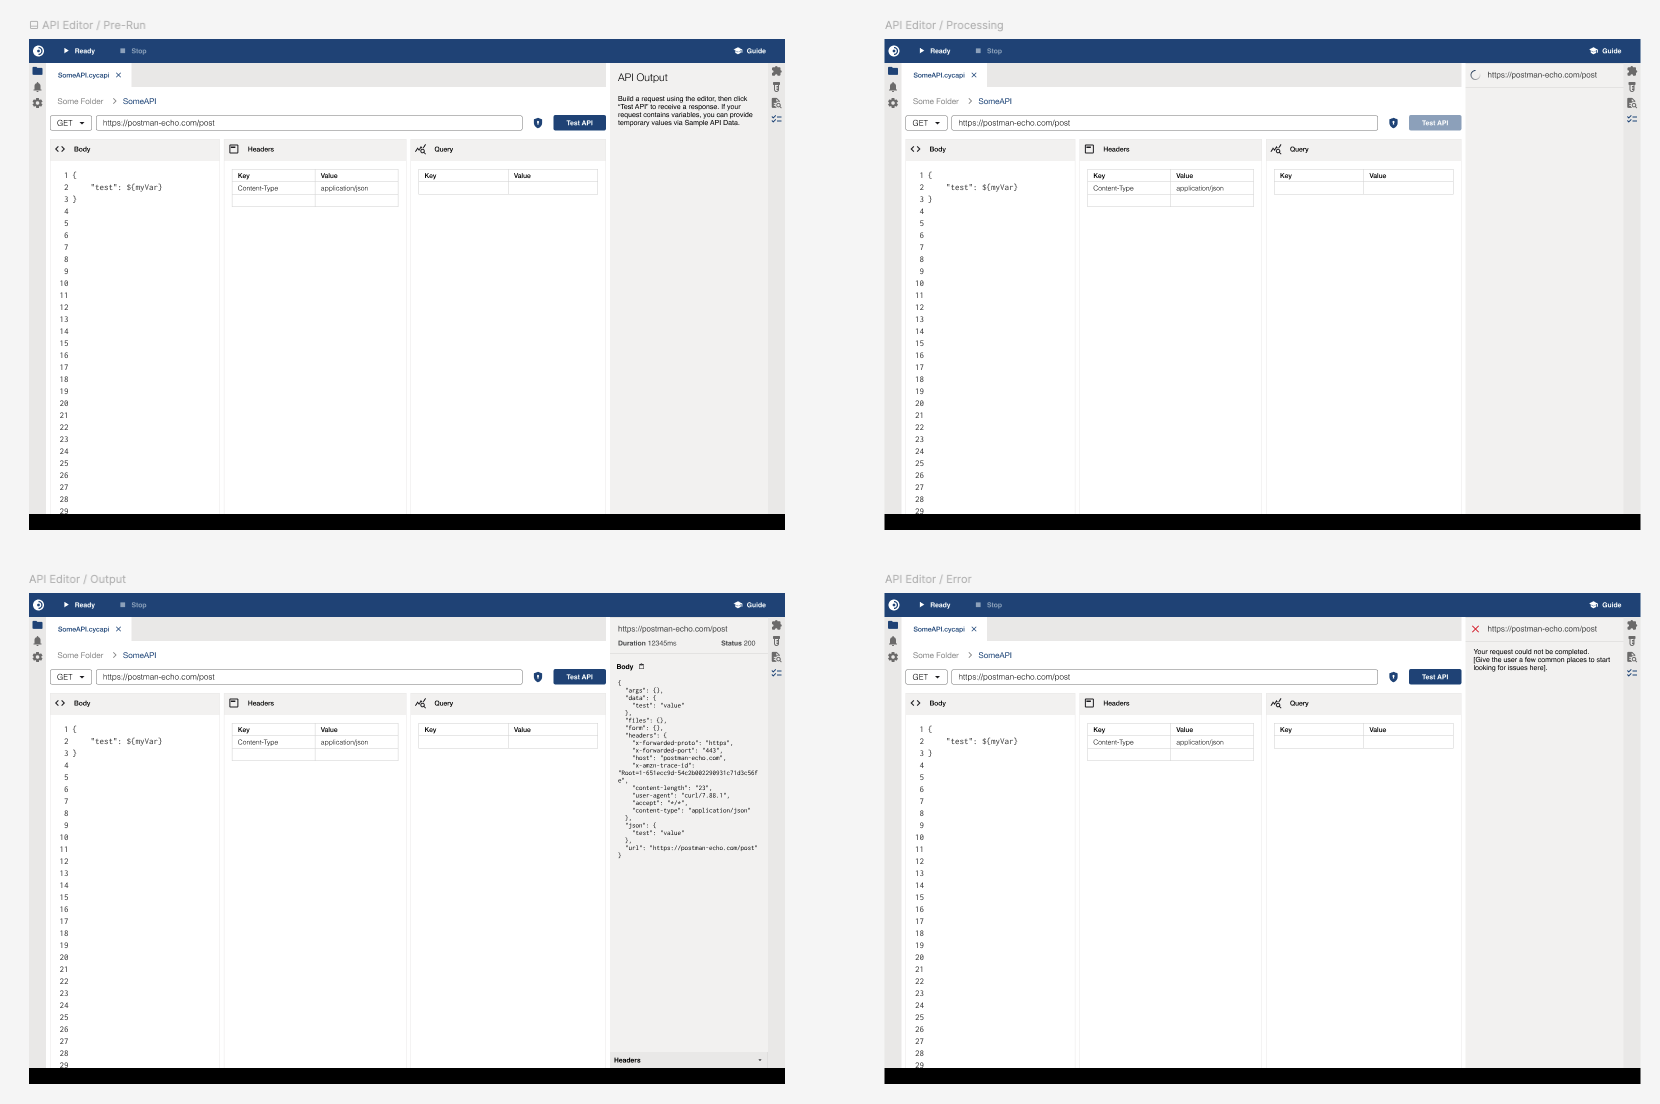 API Editor / Pre-Run
Ready
Stop
Guide
SomeAPI.cycapi
Some Folder
SomeAPI
GET
https://postman-echo.com/post
Test API
Body
Headers
Query
1 {
2 "test": ${myVar}
3 }
4
5
6
7
8
9
10
11
12
13
14
15
16
17
18
19
20
21
22
23
24
25
26
27
28
29
Key Value
Content-Type application/json
Key Value
API Output
Build a request using the editor, then click
"Test API" to receive a response. If your
request contains variables, you can provide
temporary values via Sample API Data.
API Editor / Processing
Ready
Stop
Guide
SomeAPI.cycapi
Some Folder
SomeAPI
GET
https://postman-echo.com/post
Test API
Body
Headers
Query
1 {
2 "test": ${myVar}
3 }
4
5
6
7
8
9
10
11
12
13
14
15
16
17
18
19
20
21
22
23
24
25
26
27
28
29
Key Value
Content-Type application/json
Key Value
https://postman-echo.com/post
API Editor / Output
Ready
Stop
Guide
SomeAPI.cycapi
Some Folder
SomeAPI
GET
https://postman-echo.com/post
Test API
Body
Headers
Query
1 {
2 "test": ${myVar}
3 }
4
5
6
7
8
9
10
11
12
13
14
15
16
17
18
19
20
21
22
23
24
25
26
27
28
29
Key Value
Content-Type application/json
Key Value
https://postman-echo.com/post
Duration 12345ms Status 200
Body
{
"args": {},
"data": {
"test": "value"
},
"files": {},
"form": {},
"headers": {
"x-forwarded-proto": "https",
"x-forwarded-port": "443",
"host": "postman-echo.com",
"x-amzn-trace-id":
"Root=1-651ecc9d-54c2b002290931c71d3c56f
e",
"content-length": "23",
"user-agent": "curl/7.88.1",
"accept": "*/*",
"content-type": "application/json"
},
"json": {
"test": "value"
},
"url": "https://postman-echo.com/post"
}
Headers
API Editor / Error
Ready
Stop
Guide
SomeAPI.cycapi
Some Folder
SomeAPI
GET
https://postman-echo.com/post
Test API
Body
Headers
Query
1 {
2 "test": ${myVar}
3 }
4
5
6
7
8
9
10
11
12
13
14
15
16
17
18
19
20
21
22
23
24
25
26
27
28
29
Key Value
Content-Type application/json
Key Value
https://postman-echo.com/post
Your request could not be completed.
[Give the user a few common places to start
looking for issues here].